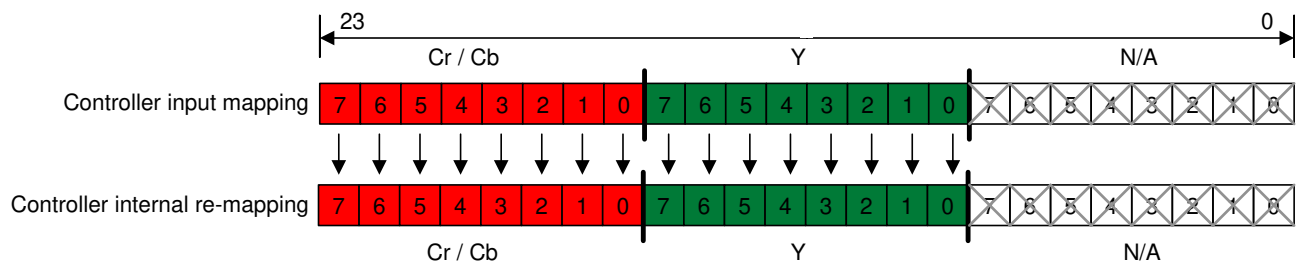 23 0
Cr / Cb Y N/A
Controller input mapping 7 6 5 4 3 2 1 0 7 6 5 4 3 2 1 0 7 6 5 4 3 2 1 0
Controller internal re-mapping 7 6 5 4 3 2 1 0 7 6 5 4 3 2 1 0 7 6 5 4 3 2 1 0
Cr / Cb Y N/A